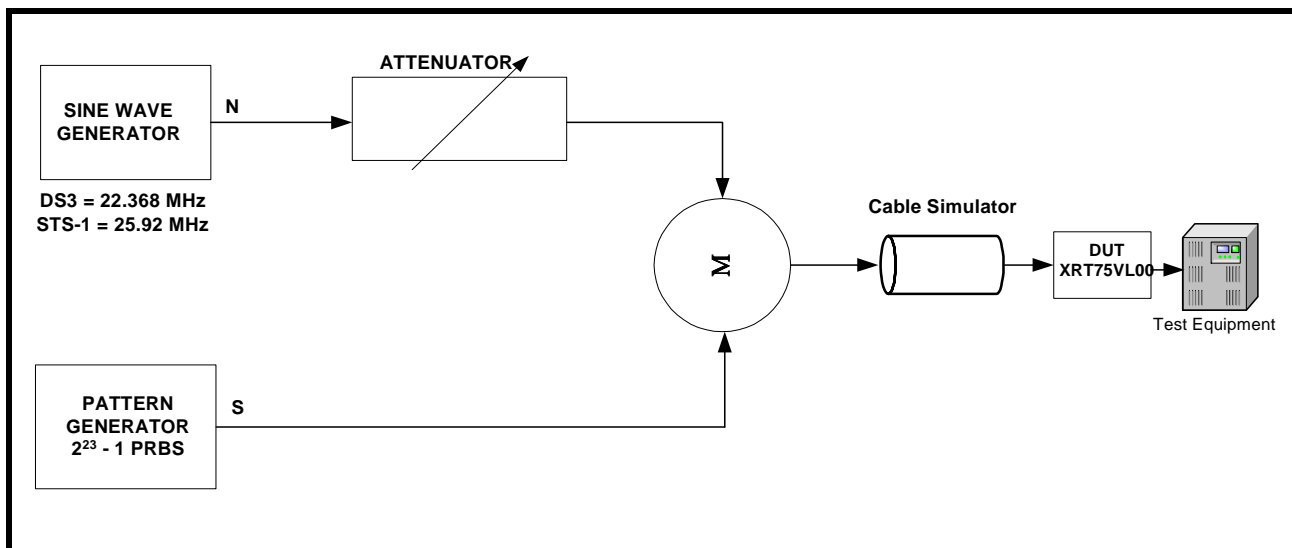 ATTENUATOR
SINE WAVE
GENERATOR
N
DS3 = 22.368 MHz
STS-1 = 25.92 MHz
Cable Simulator
M
DUT
XRT75VL00
Test Equipment
PATTERN
GENERATOR
2²³ - 1 PRBS
S